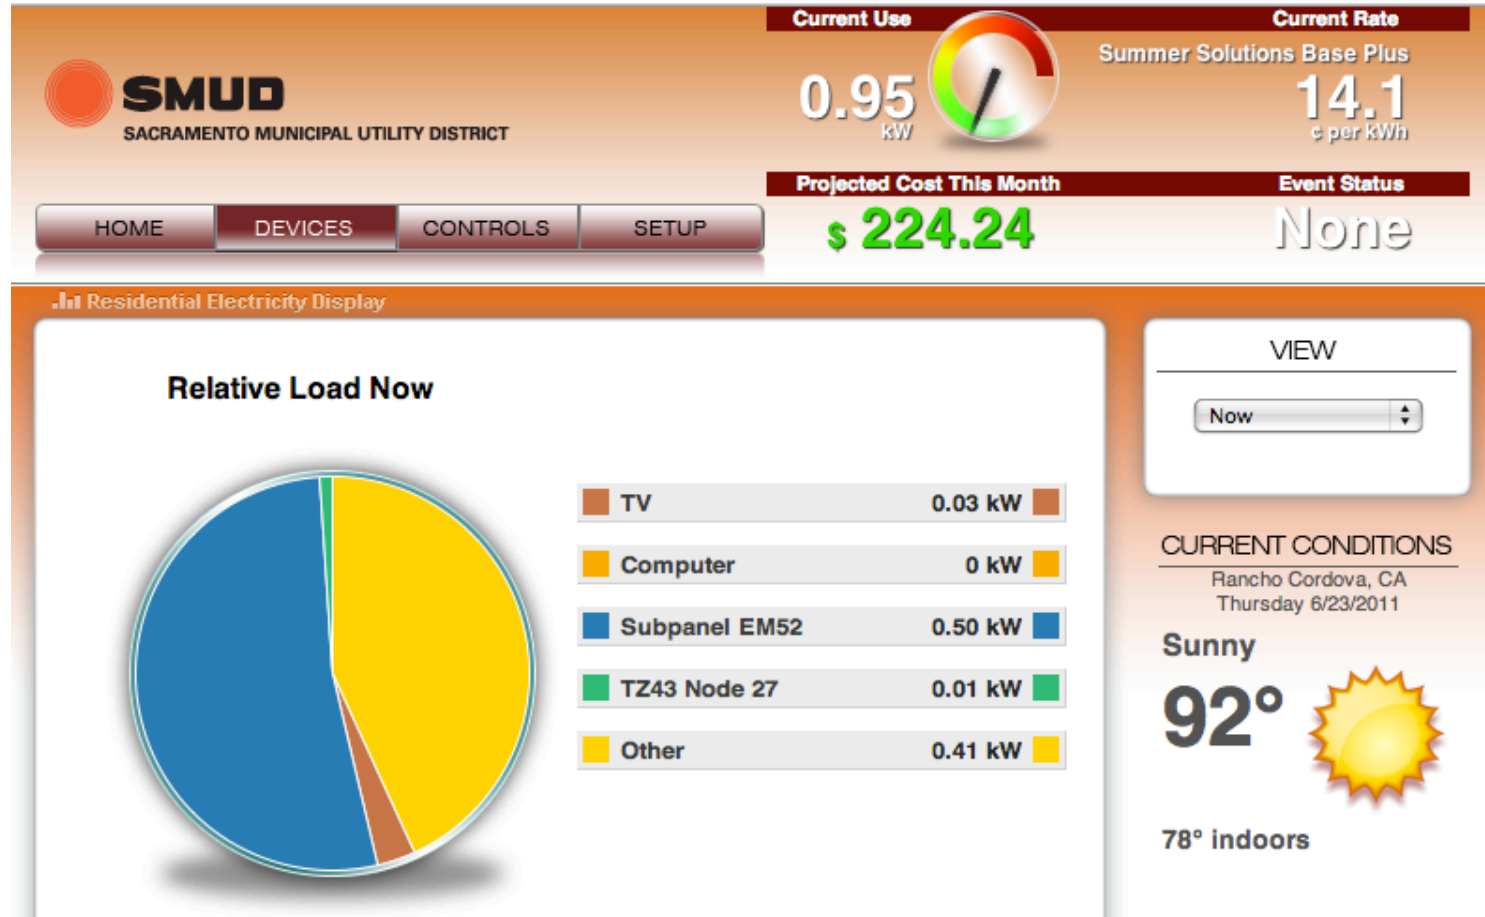 Current Use
Current Rate
SMUD
SACRAMENTO MUNICIPAL UTILITY DISTRICT
0.95
kW
Summer Solutions Base Plus
14.1
¢ per kWh
Projected Cost This Month
Event Status
$ 224.24
None
HOME
DEVICES
CONTROLS
SETUP
Residential Electricity Display
Relative Load Now
TV 0.03 kW
Computer 0 kW
Subpanel EM52 0.50 kW
TZ43 Node 27 0.01 kW
Other 0.41 kW
VIEW
Now
CURRENT CONDITIONS
Rancho Cordova, CA
Thursday 6/23/2011
Sunny
92°
78° indoors